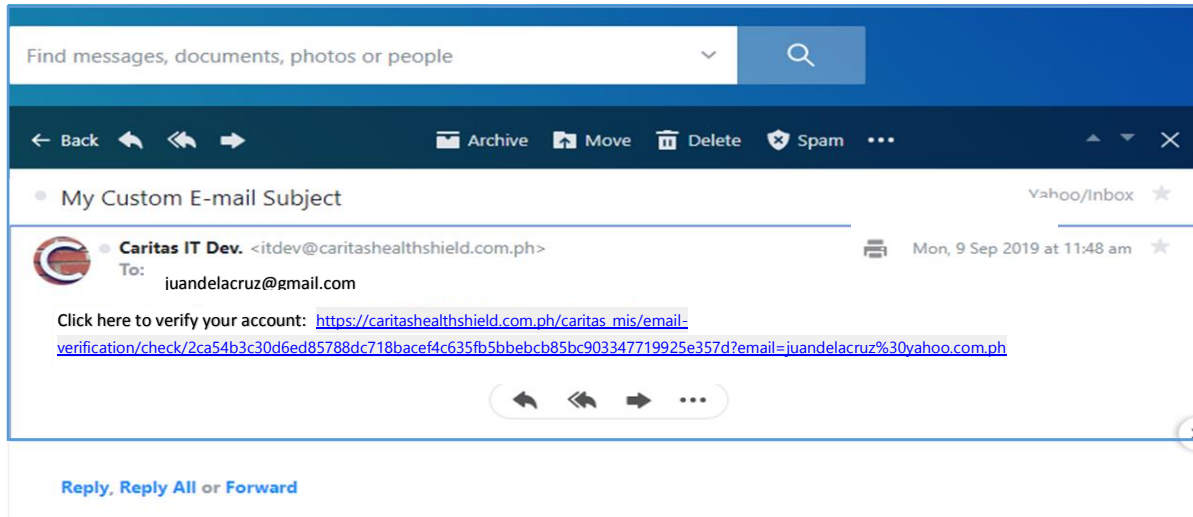 Find messages, documents, photos or people
Back Archive Move Delete Spam
My Custom E-mail Subject Yahoo/Inbox
Caritas IT Dev. <itdev@caritashealthshield.com.ph> Mon, 9 Sep 2019 at 11:48 am
To: juandelacruz@gmail.com
Click here to verify your account: https://caritashealthshield.com.ph/caritas_mis/email-
verification/check/2ca54b3c30d6ed85788dc718bacef4c635fb5bbebcb85bc903347719925e357d?email=juandelacruz%30yahoo.com.ph
Reply, Reply All or Forward